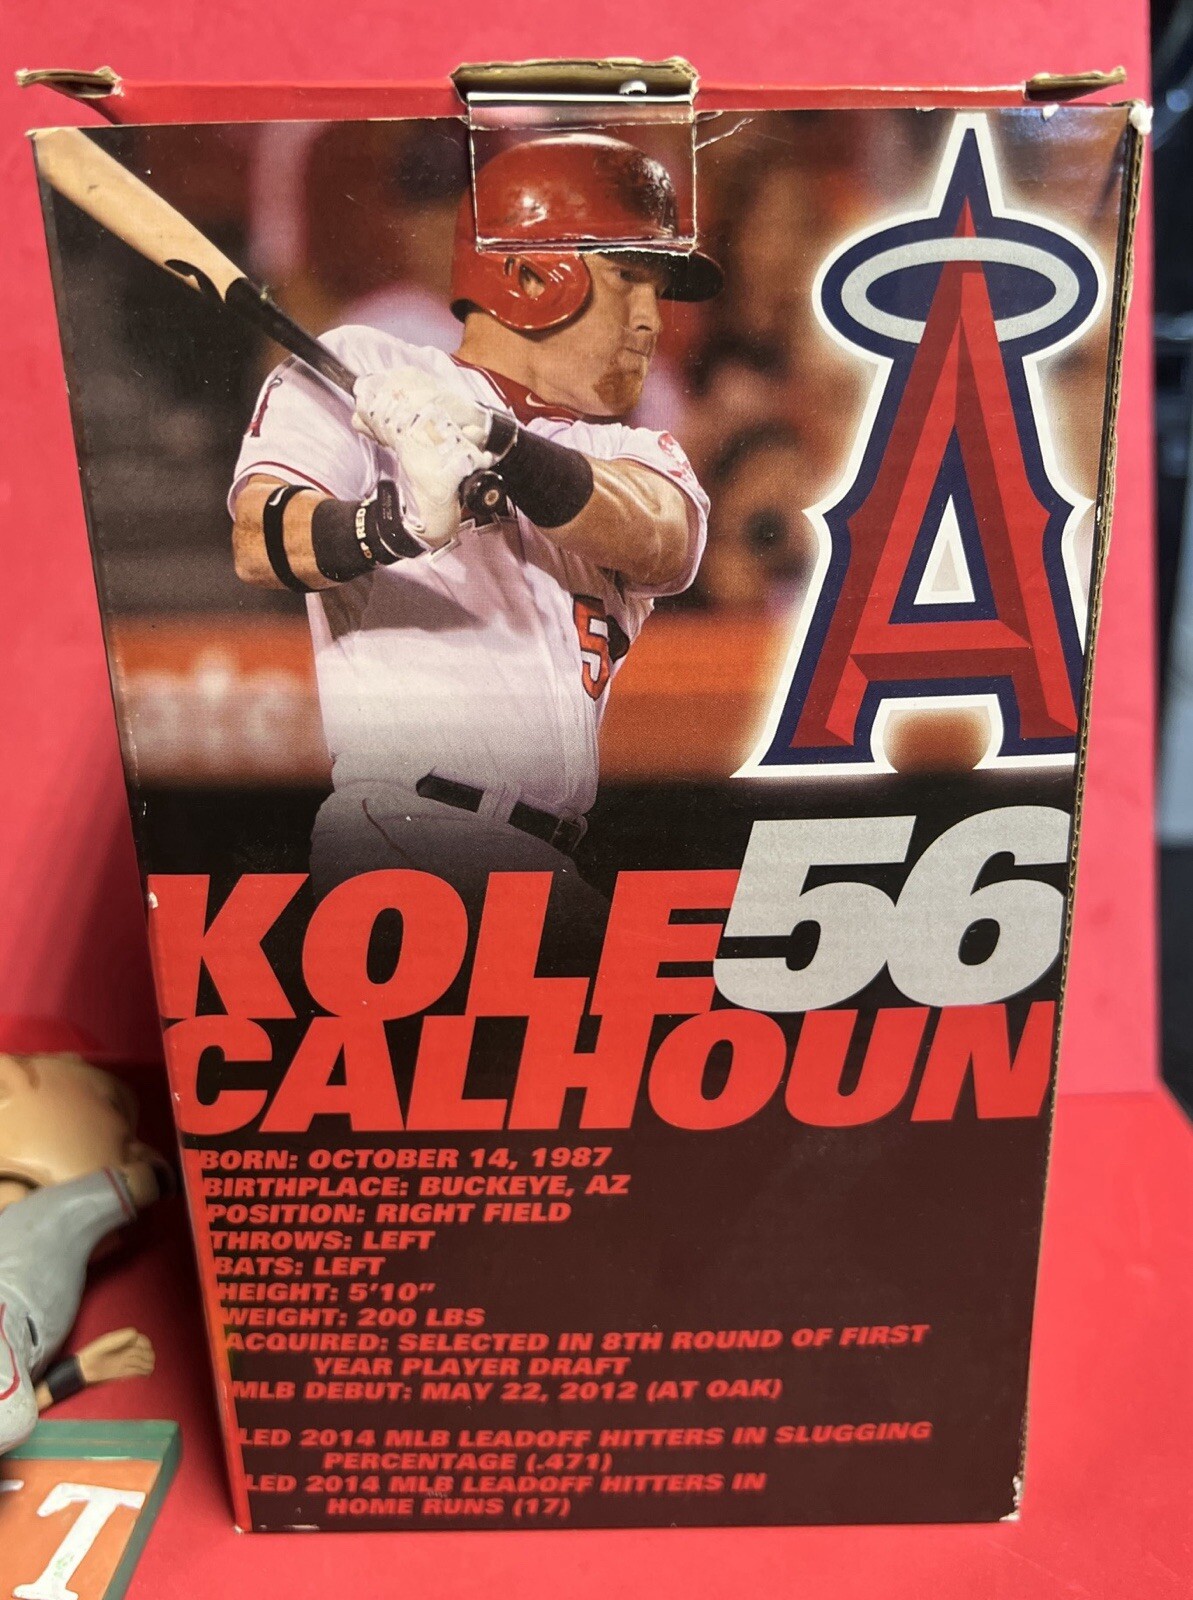 A
56
KOLE
CALHOUN
BORN: OCTOBER 14, 1987
BIRTHPLACE: BUCKEYE, AZ
POSITION: RIGHT FIELD
THROWS: LEFT
BATS: LEFT
HEIGHT: 5'10"
WEIGHT: 200 LBS
ACQUIRED: SELECTED IN 8TH ROUND OF FIRST
YEAR PLAYER DRAFT
MLB DEBUT: MAY 22, 2012 (AT OAK)
LED 2014 MLB LEADOFF HITTERS IN SLUGGING
PERCENTAGE (.471)
LED 2014 MLB LEADOFF HITTERS IN
HOME RUNS (17)
5
T